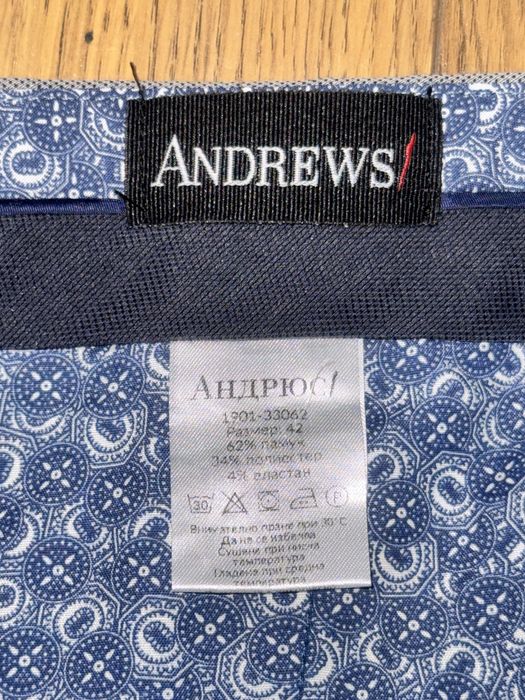 ANDREWS/
АНДРЮС/
1901-33062
Размер: 42
62% памук
34% полиестер
4% еластан
30
P
Внимателно пране при 30°C
Да не се избелва
Сушене при ниска
температура
Гладене при средна
температура